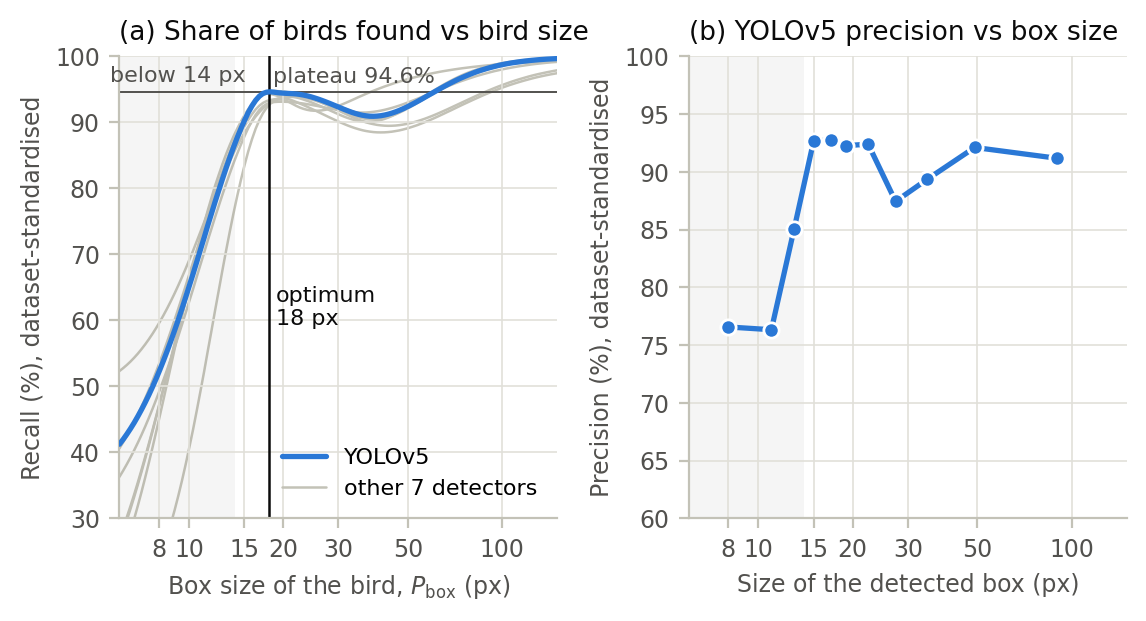 (a) Share of birds found vs bird size
100
90
80
70
60
50
40
30
Recall (%), dataset-standardised
below 14 px
plateau 94.6%
optimum
18 px
YOLOv5
other 7 detectors
8 10 15 20 30 50 100
Box size of the bird, Pbox (px)
(b) YOLOv5 precision vs box size
100
95
90
85
80
75
70
65
60
Precision (%), dataset-standardised
8 10 15 20 30 50 100
Size of the detected box (px)